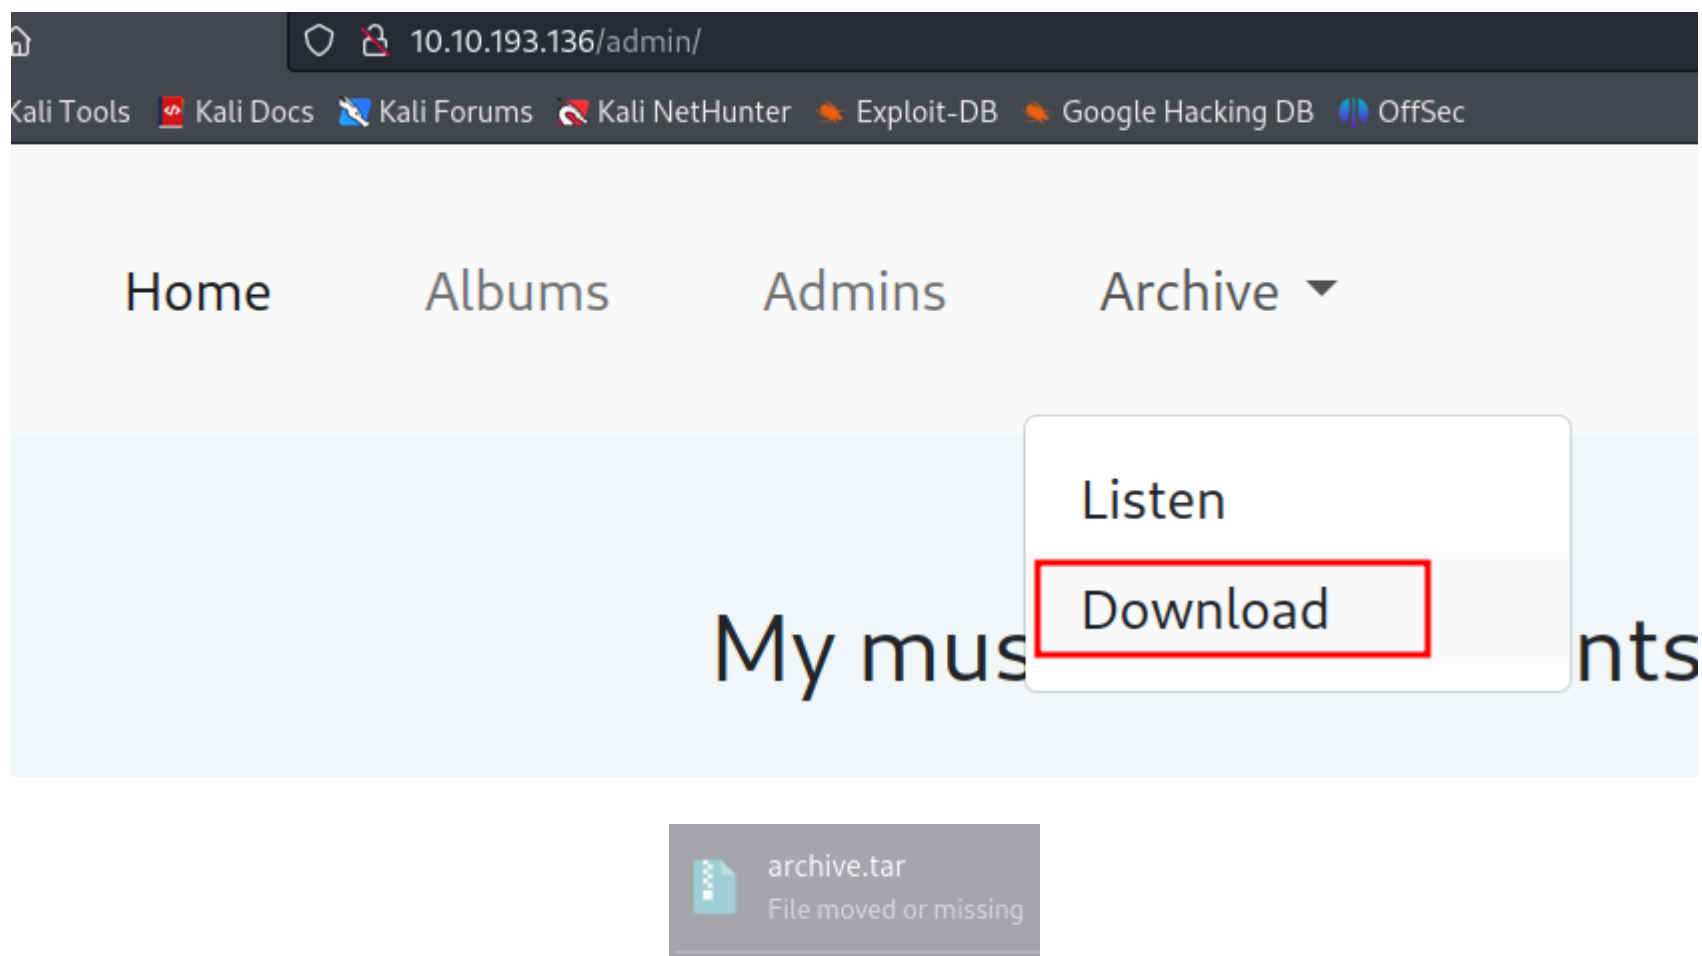 10.10.193.136/admin/
Kali Tools Kali Docs Kali Forums Kali NetHunter Exploit-DB Google Hacking DB OffSec
Home Albums Admins Archive
Listen
Download
My mus nts
archive.tar
File moved or missing